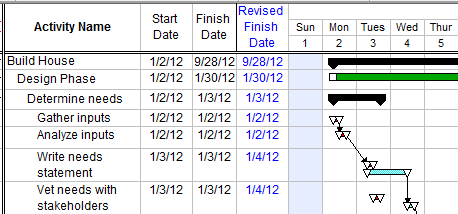 Activity Name Start Date Finish Date Revised Finish Date Sun Mon Tues Wed Thur
1 2 3 4 5
Build House 1/2/12 9/28/12 9/28/12
Design Phase 1/2/12 1/30/12 1/30/12
Determine needs 1/2/12 1/3/12 1/3/12
Gather inputs 1/2/12 1/2/12 1/2/12
Analyze inputs 1/2/12 1/2/12 1/2/12
Write needs statement 1/3/12 1/3/12 1/4/12
Vet needs with stakeholders 1/3/12 1/3/12 1/4/12